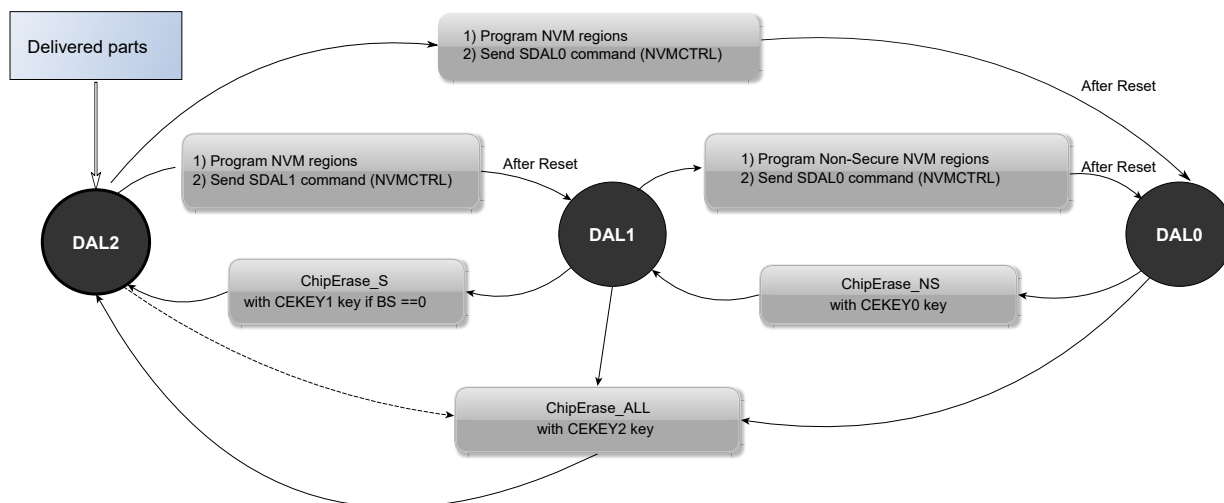 Delivered parts
1) Program NVM regions
2) Send SDAL0 command (NVMCTRL)
After Reset
1) Program NVM regions
2) Send SDAL1 command (NVMCTRL)
After Reset
1) Program Non-Secure NVM regions
2) Send SDAL0 command (NVMCTRL)
After Reset
DAL2
DAL1
DAL0
ChipErase_S
with CEKEY1 key if BS ==0
ChipErase_NS
with CEKEY0 key
ChipErase_ALL
with CEKEY2 key